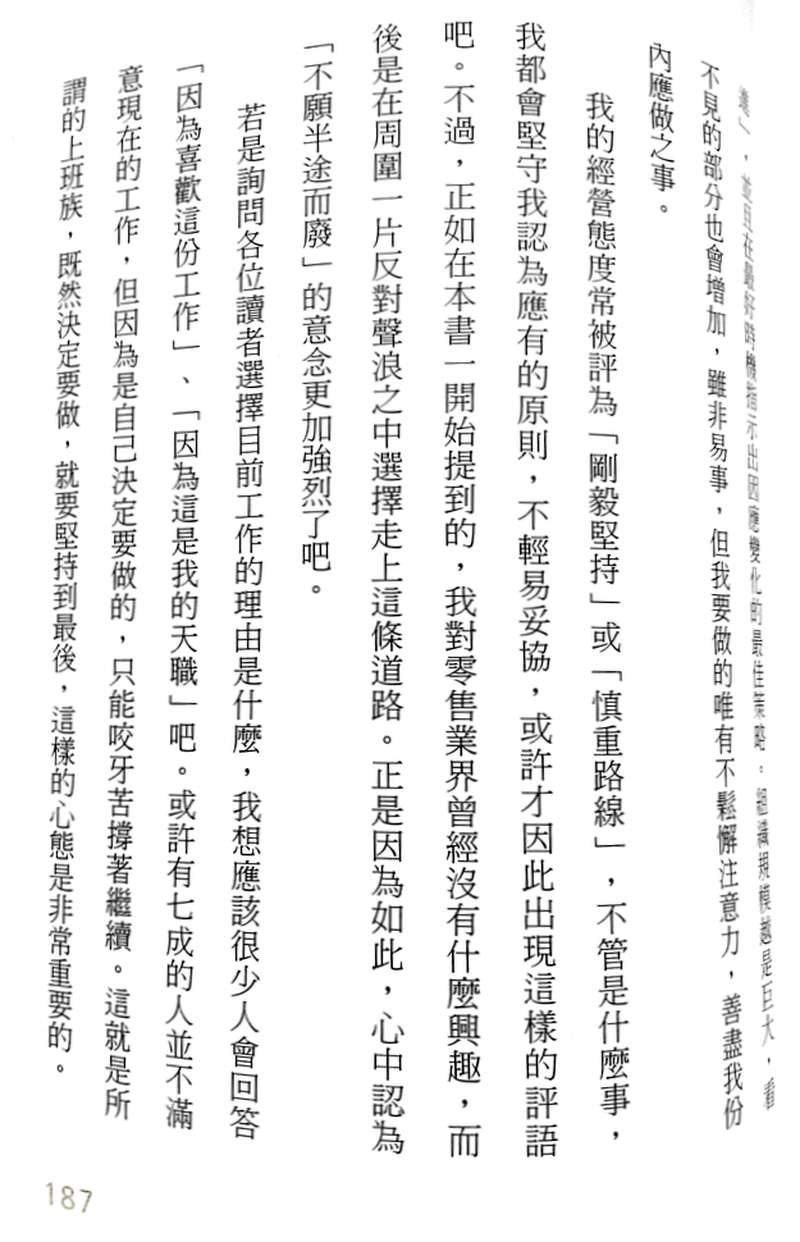 」，並且在最好時機指示出因應變化的最佳策略。組織規模越是巨大，看
不見的部分也會增加，雖非易事，但我要做的唯有不鬆懈注意力，善盡我份
內應做之事。
我的經營態度常被評為「剛毅堅持」或「慎重路線」，不管是什麼事，
我都會堅守我認為應有的原則，不輕易妥協，或許才因此出現這樣的評語
吧。不過，正如在本書一開始提到的，我對零售業界曾經沒有什麼興趣，而
後是在周圍一片反對聲浪之中選擇走上這條道路。正是因為如此，心中認為
「不願半途而廢」的意念更加強烈了吧。
若是詢問各位讀者選擇目前工作的理由是什麼，我想應該很少人會回答
「因為喜歡這份工作」、「因為這是我的天職」吧。或許有七成的人並不滿
意現在的工作，但因為是自己決定要做的，只能咬牙苦撐著繼續。這就是所
謂的上班族，既然決定要做，就要堅持到最後，這樣的心態是非常重要的。
187